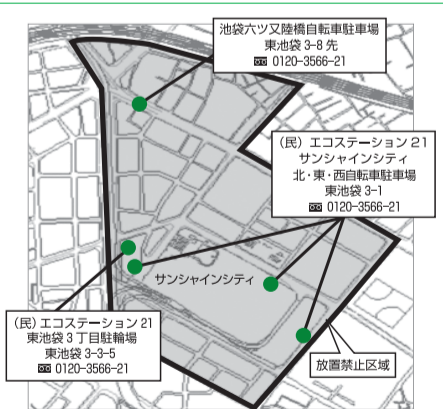 池袋六ツ又陸橋自転車駐車場
東池袋 3-8 先
0120-3566-21
(民) エコステーション 21
サンシャインシティ
北・東・西自転車駐車場
東池袋 3-1
0120-3566-21
サンシャインシティ
(民) エコステーション 21
東池袋 3 丁目駐輪場
東池袋 3-3-5
0120-3566-21
放置禁止区域